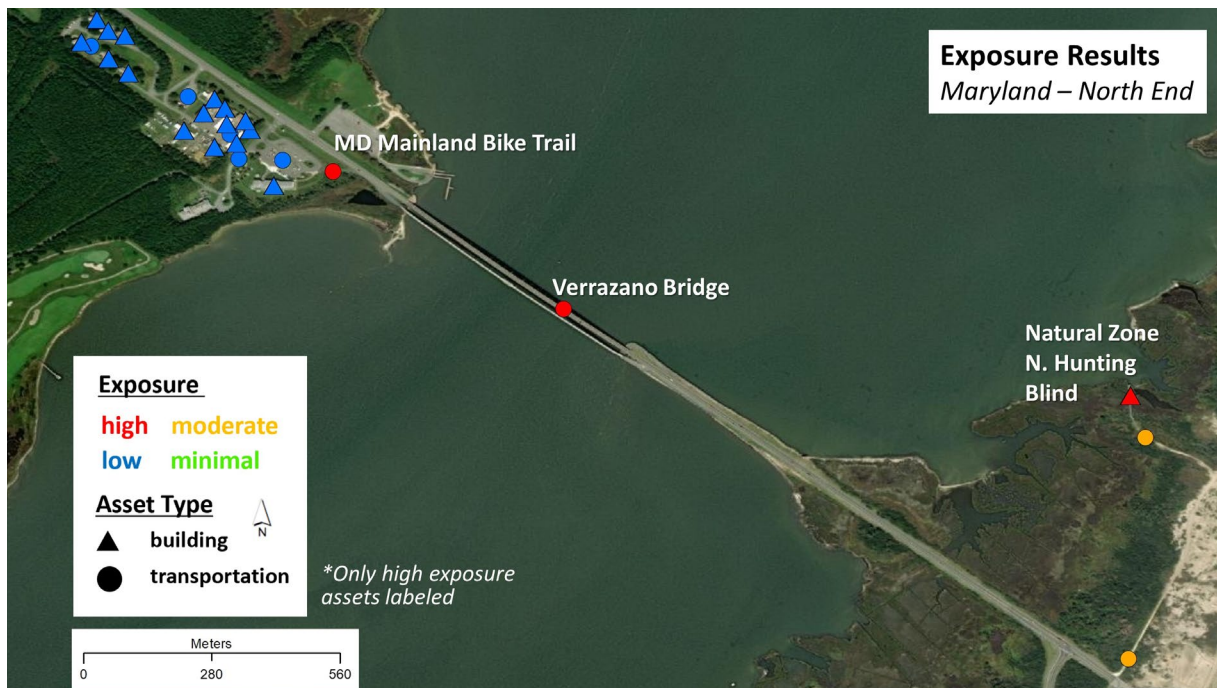 Exposure Results
Maryland – North End
MD Mainland Bike Trail
Verrazano Bridge
Natural Zone
N. Hunting
Blind
Exposure
high moderate
low minimal
Asset Type
N
building
transportation
*Only high exposure
assets labeled
Meters
0 280 560